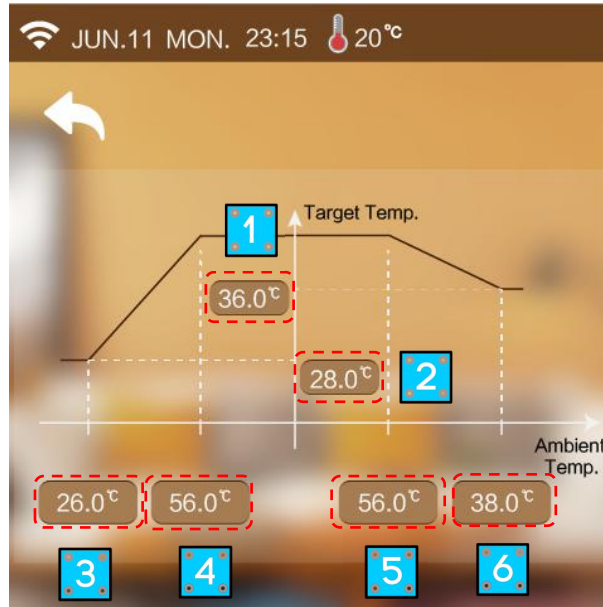 JUN.11 MON. 23:15 20℃
1
Target Temp.
36.0℃
28.0℃
2
Ambient
Temp.
26.0℃ 56.0℃ 56.0℃ 38.0℃
3 4 5 6